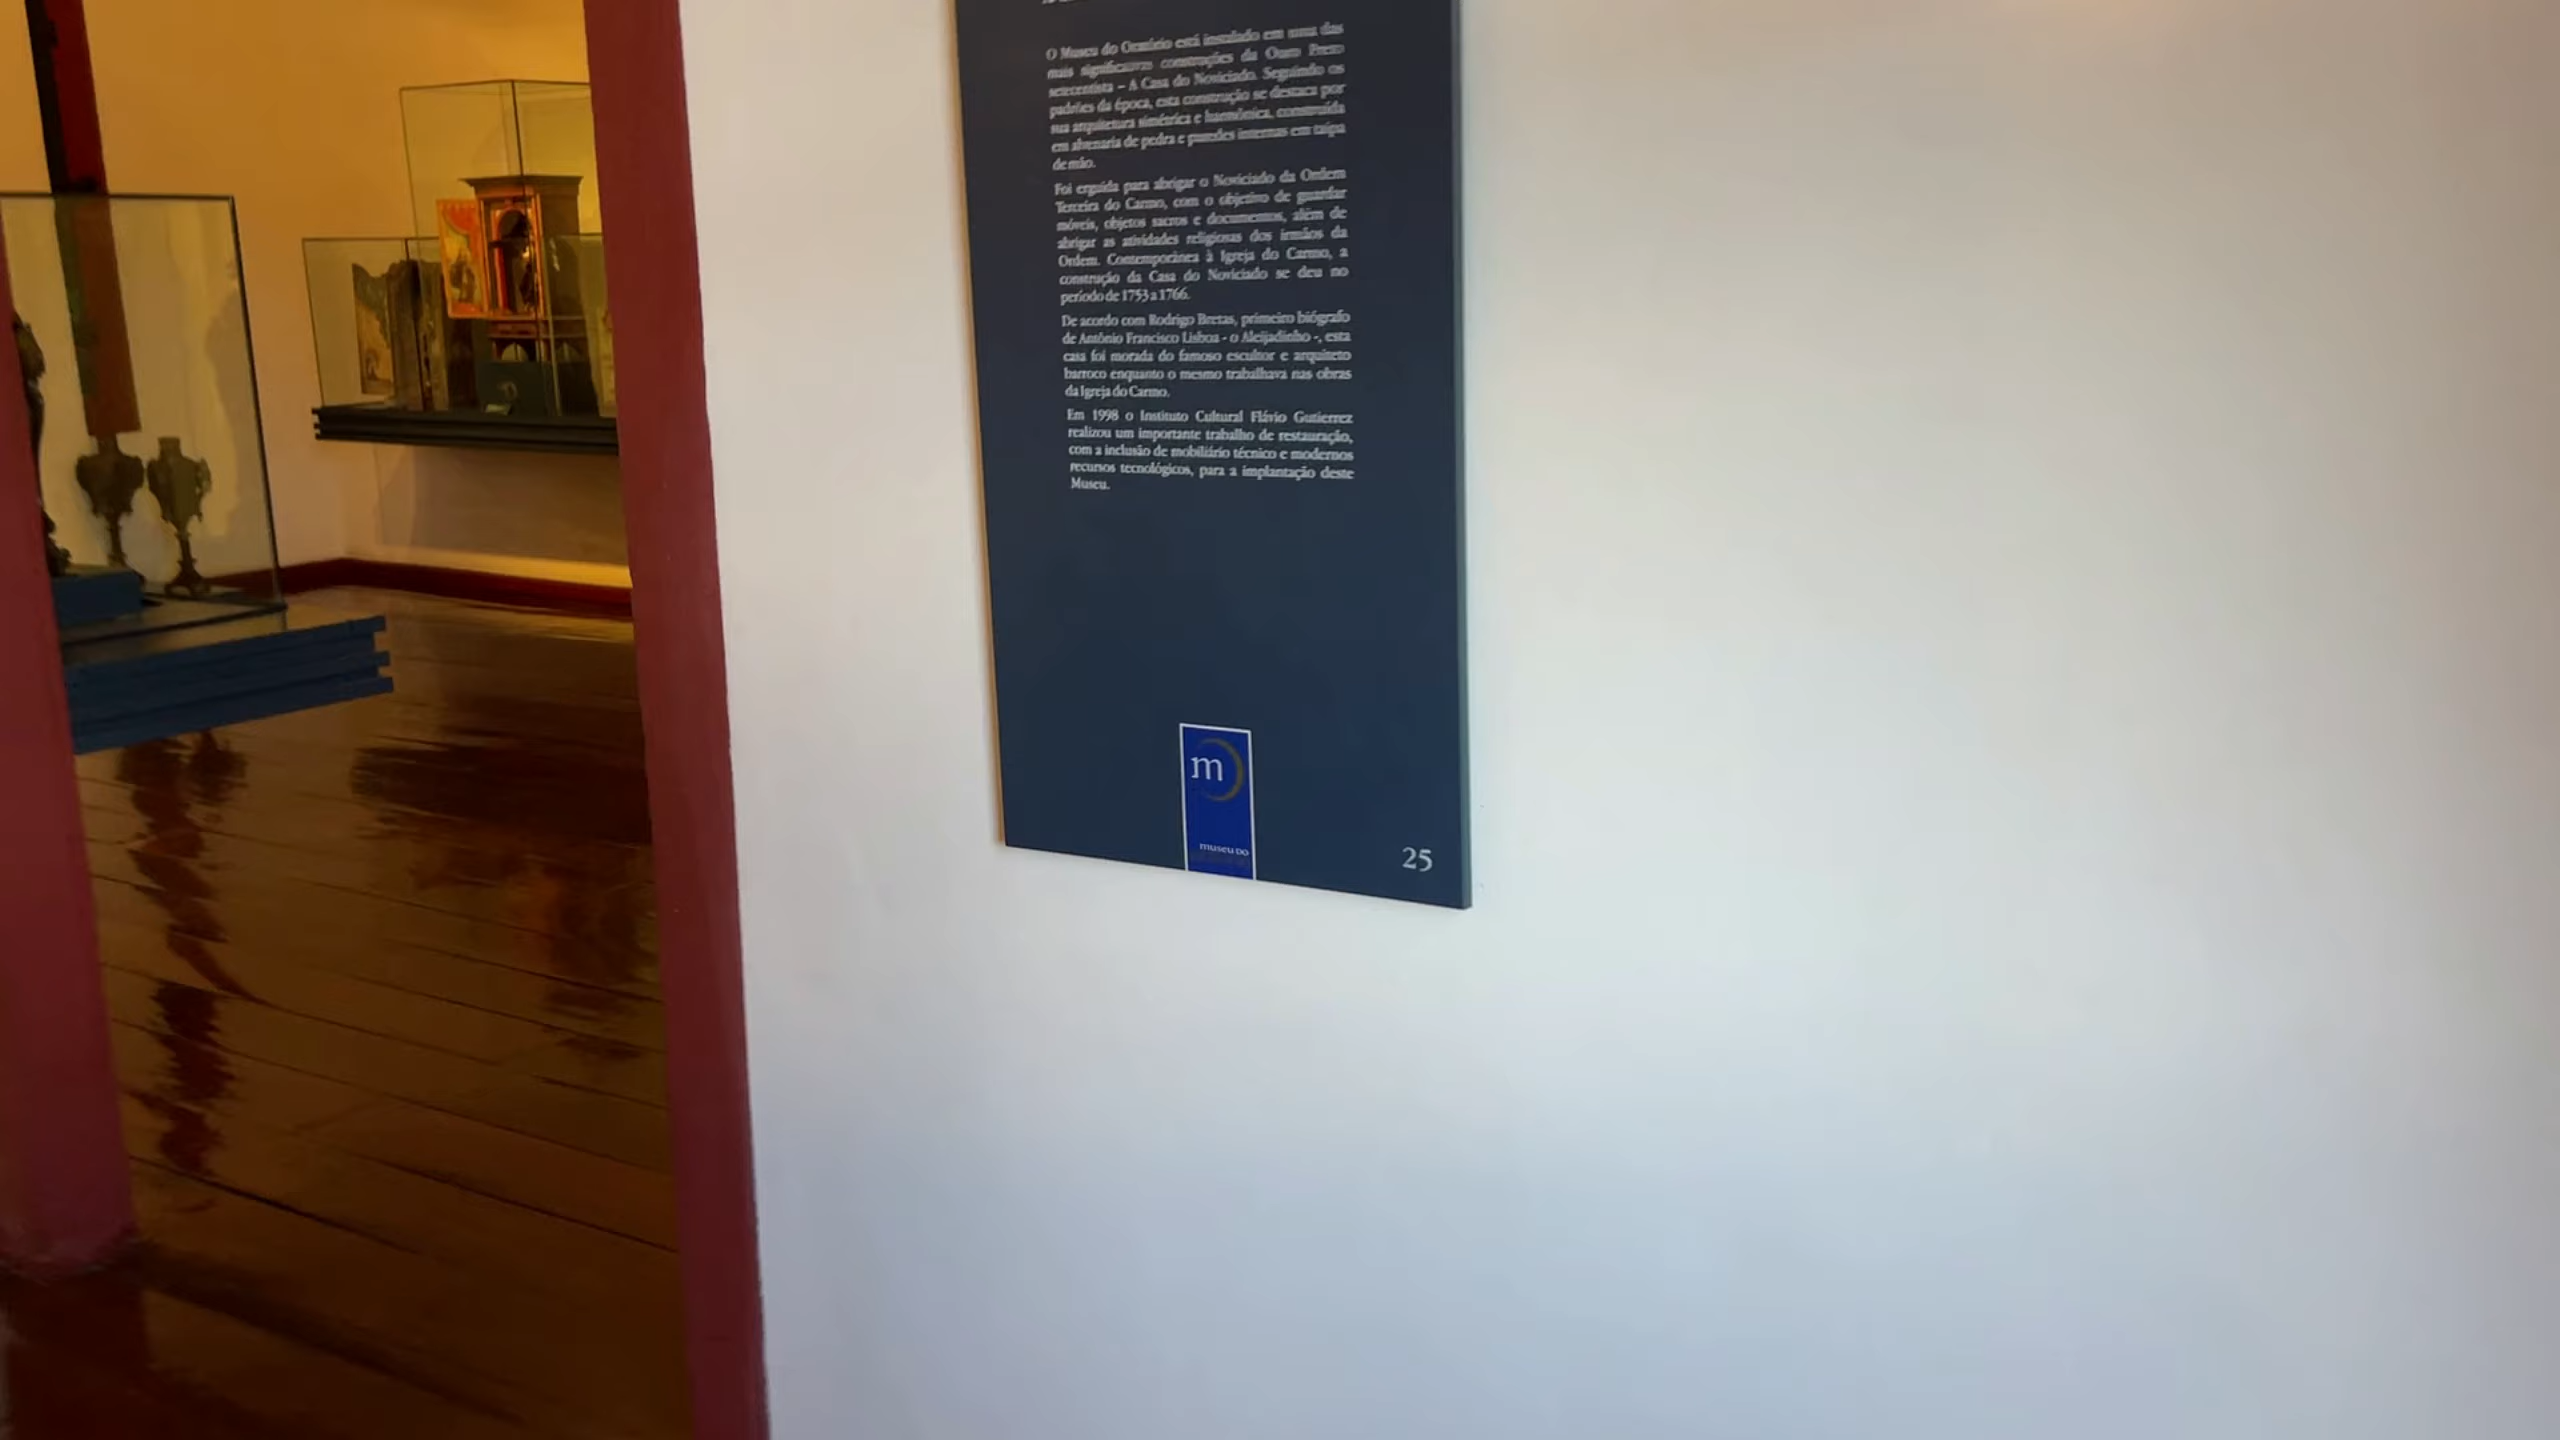 O Museu do Oratório está instalado em uma das
mais significativas construções da Ouro Preto
setecentista – A Casa do Noviciado. Seguindo os
padrões da época, esta construção se destaca por
sua arquitetura simétrica e harmônica, construída
em alvenaria de pedra e paredes internas em taipa
de mão.
Foi erguida para abrigar o Noviciado da Ordem
Terceira do Carmo, com o objetivo de guardar
móveis, objetos sacros e documentos, além de
abrigar as atividades religiosas dos irmãos da
Ordem. Contemporânea à Igreja do Carmo, a
construção da Casa do Noviciado se deu no
período de 1753 a 1766.
De acordo com Rodrigo Bretas, primeiro biógrafo
de Antônio Francisco Lisboa - o Aleijadinho -, esta
casa foi morada do famoso escultor e arquiteto
barroco enquanto o mesmo trabalhava nas obras
da Igreja do Carmo.
Em 1998 o Instituto Cultural Flávio Gutierrez
realizou um importante trabalho de restauração,
com a inclusão de mobiliário técnico e modernos
recursos tecnológicos, para a implantação deste
Museu.
m
museu do
25